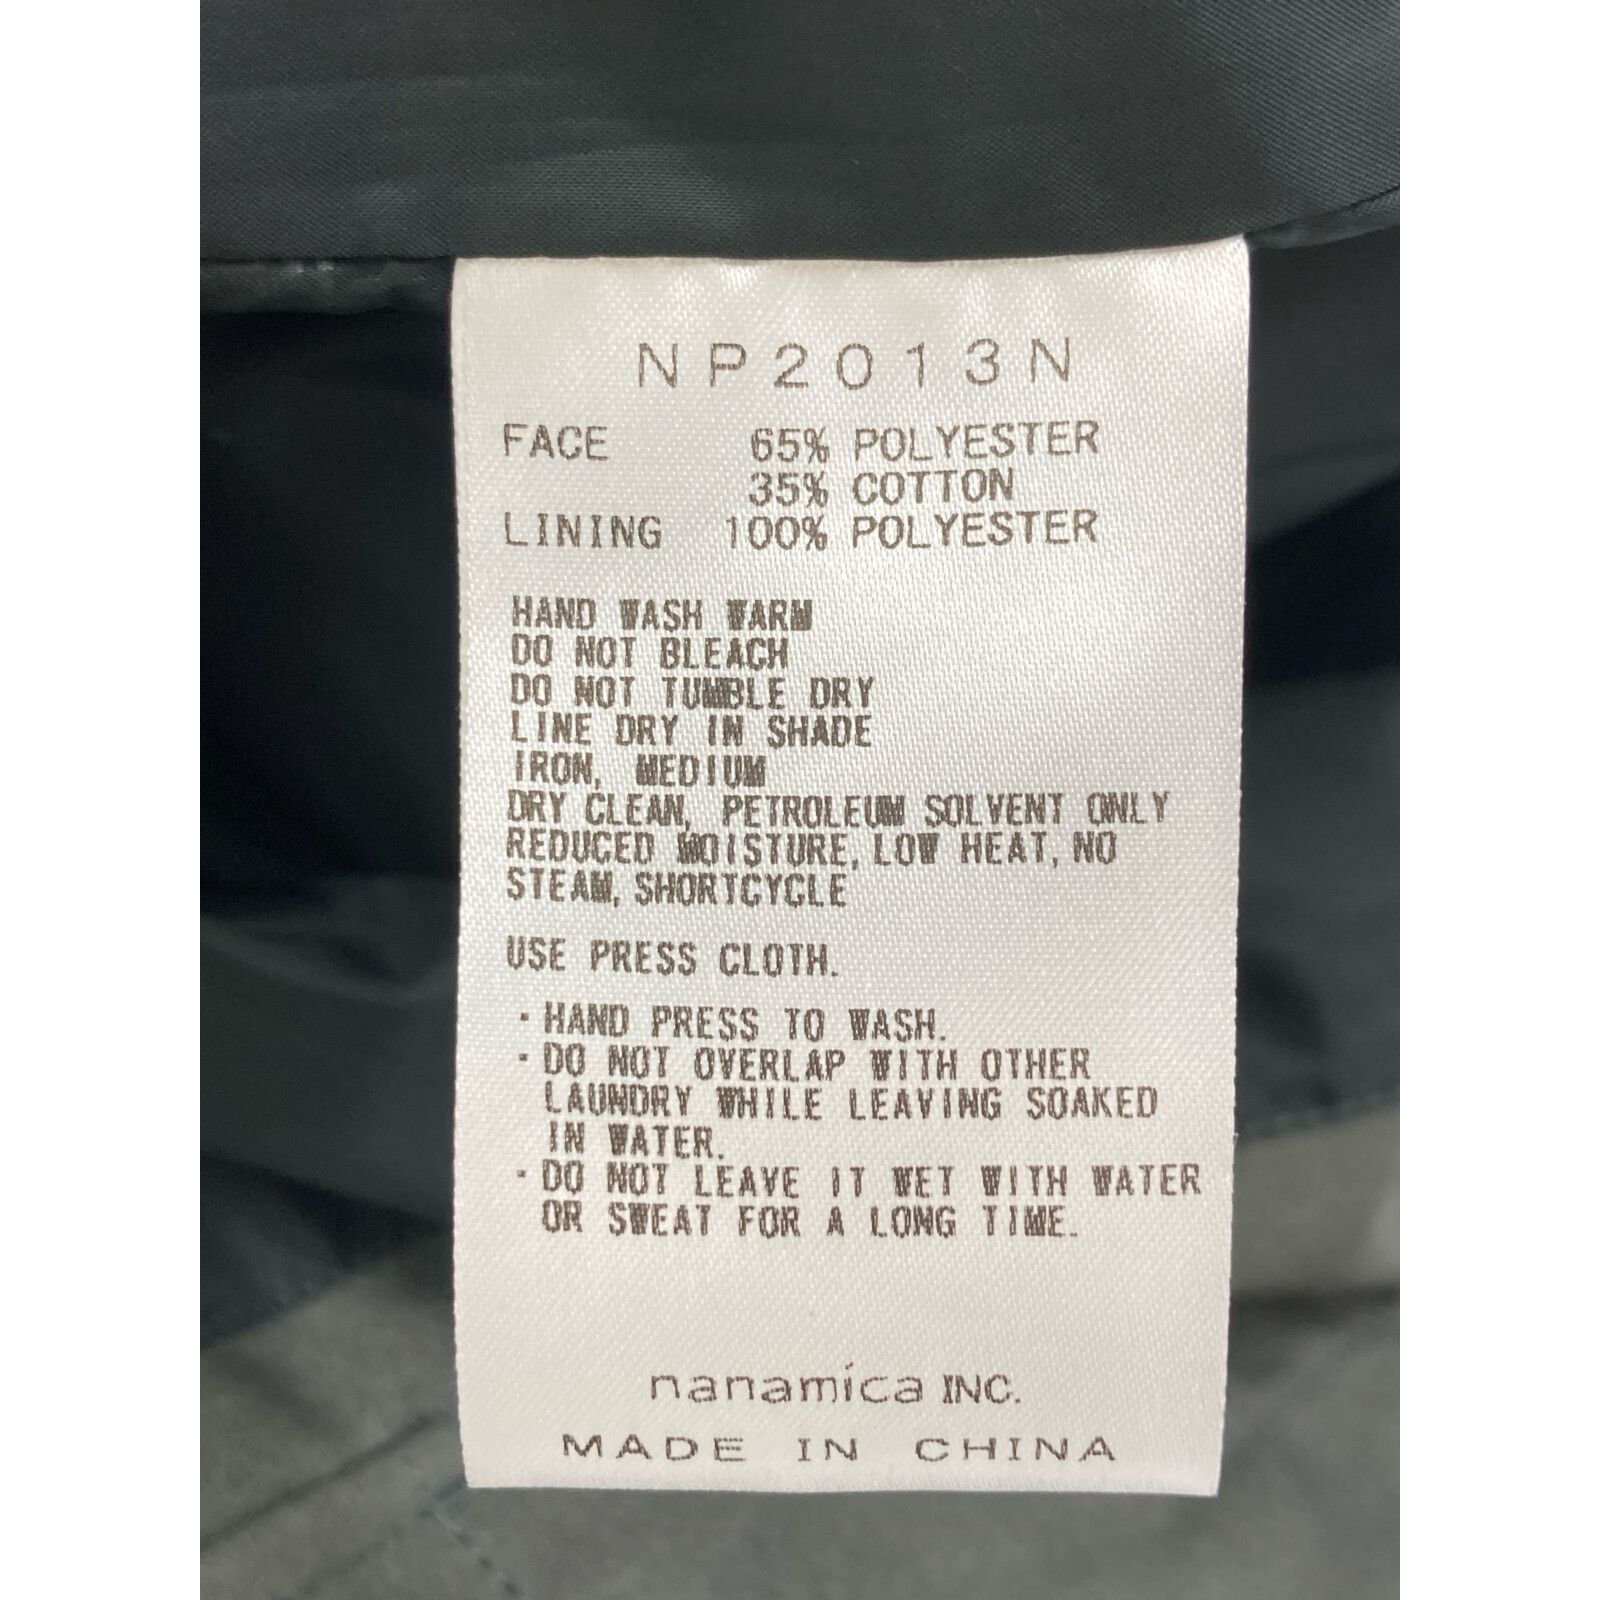 NP2013N
FACE 65% POLYESTER
35% COTTON
LINING 100% POLYESTER
HAND WASH WARM
DO NOT BLEACH
DO NOT TUMBLE DRY
LINE DRY IN SHADE
IRON, MEDIUM
DRY CLEAN, PETROLEUM SOLVENT ONLY
REDUCED MOISTURE, LOW HEAT, NO
STEAM, SHORTCYCLE
USE PRESS CLOTH.
・HAND PRESS TO WASH.
・DO NOT OVERLAP WITH OTHER
LAUNDRY WHILE LEAVING SOAKED
IN WATER.
・DO NOT LEAVE IT WET WITH WATER
OR SWEAT FOR A LONG TIME.
nanamica INC.
MADE IN CHINA